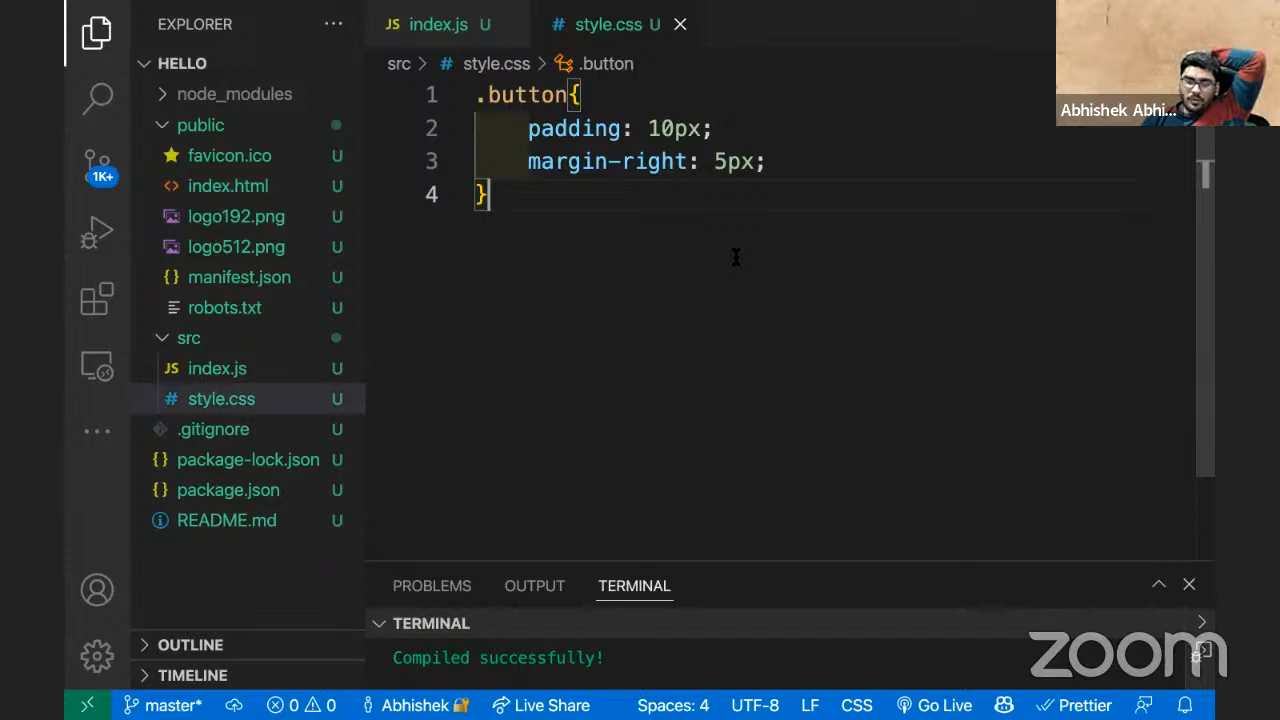 EXPLORER
HELLO
node_modules
public
favicon.ico U
index.html U
logo192.png U
logo512.png U
manifest.json U
robots.txt U
src
JS index.js U
# style.css U
.gitignore U
package-lock.json U
package.json U
README.md U
OUTLINE
TIMELINE
1K+
JS index.js U
# style.css U
src > # style.css > .button
1 .button{
2 padding: 10px;
3 margin-right: 5px;
4 }
Abhishek Abhi...
PROBLEMS OUTPUT TERMINAL
TERMINAL
Compiled successfully!
zoom
master* 0 0 Abhishek Live Share Spaces: 4 UTF-8 LF CSS Go Live Prettier